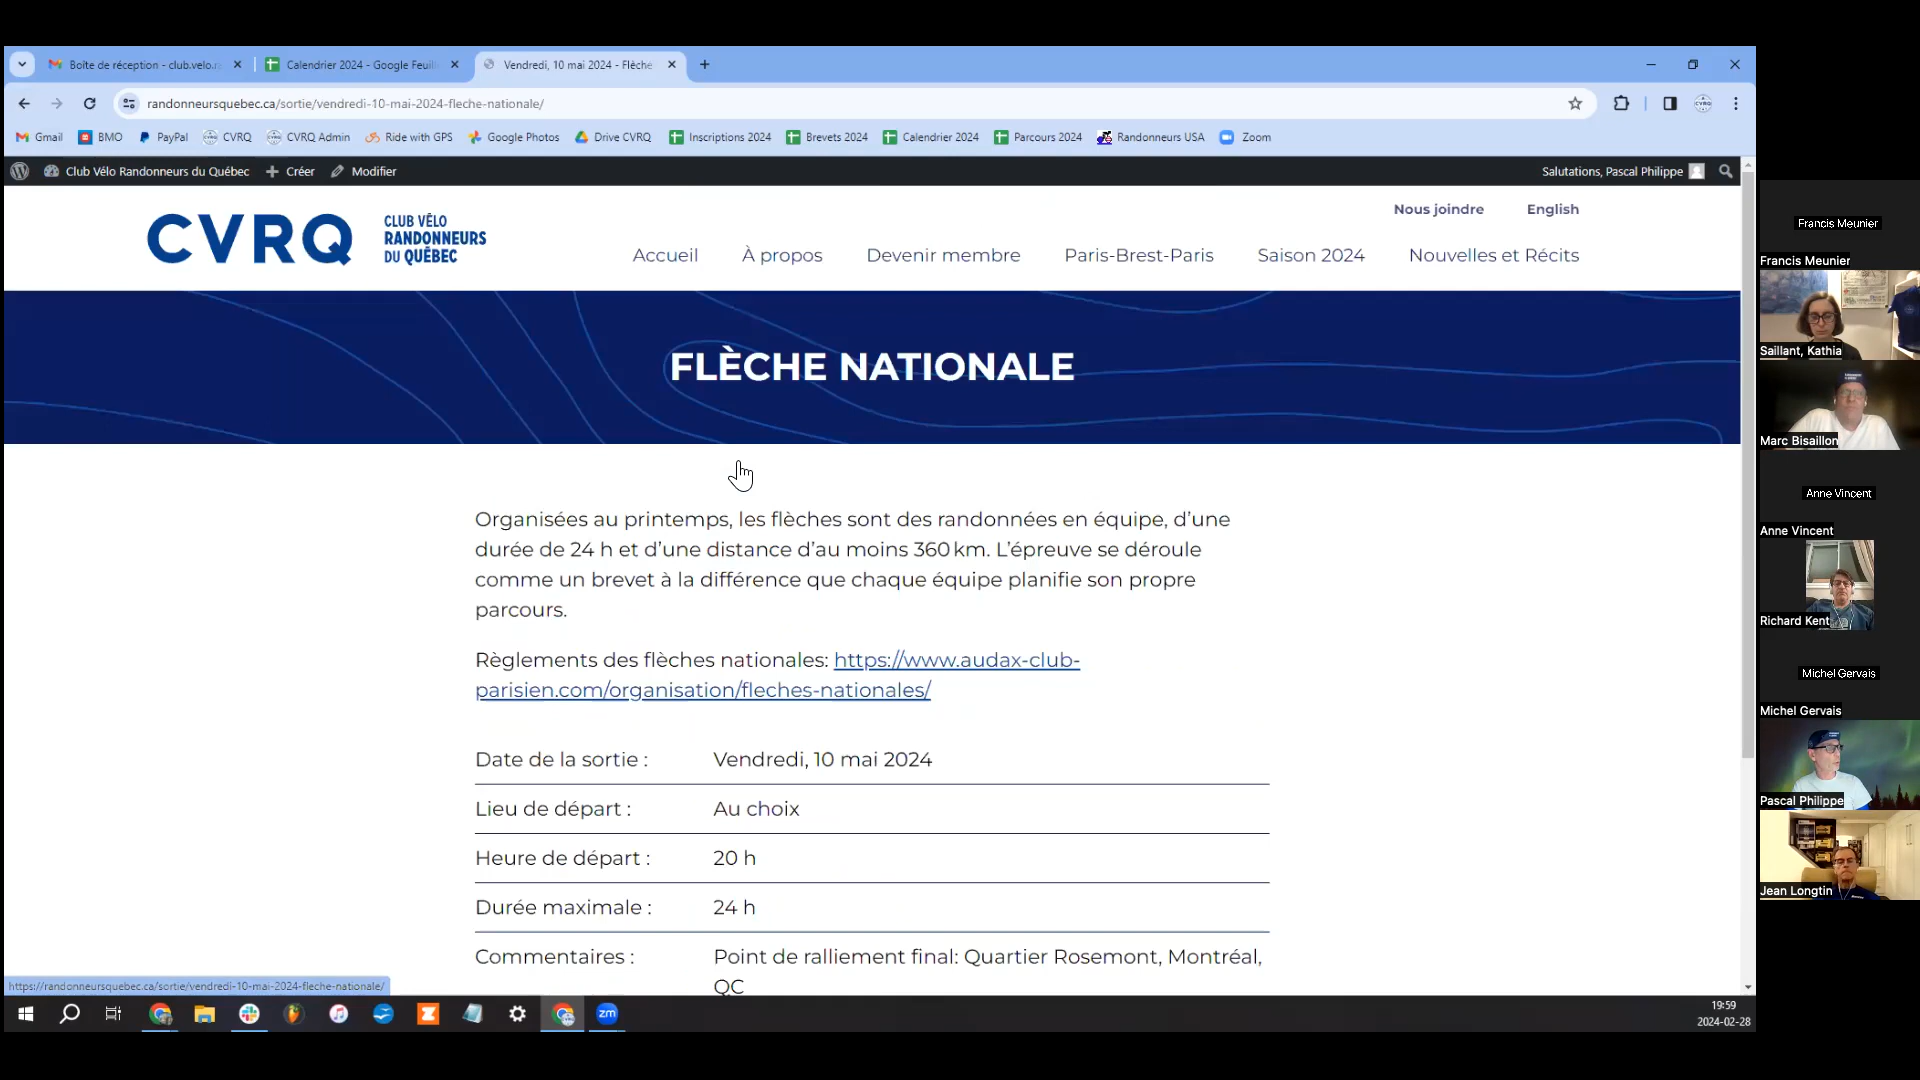 Boîte de réception - club.velo.r
Calendrier 2024 - Google Feuill
Vendredi, 10 mai 2024 - Flèche
randonneursquebec.ca/sortie/vendredi-10-mai-2024-fleche-nationale/
Gmail BMO PayPal CVRQ CVRQ Admin Ride with GPS Google Photos Drive CVRQ Inscriptions 2024 Brevets 2024 Calendrier 2024 Parcours 2024 Randonneurs USA Zoom
Club Vélo Randonneurs du Québec Créer Modifier Salutations, Pascal Philippe
Nous joindre English
CVRQ
CLUB VÉLO
RANDONNEURS
DU QUÉBEC
Accueil À propos Devenir membre Paris-Brest-Paris Saison 2024 Nouvelles et Récits
FLÈCHE NATIONALE
Organisées au printemps, les flèches sont des randonnées en équipe, d'une
durée de 24 h et d'une distance d'au moins 360 km. L'épreuve se déroule
comme un brevet à la différence que chaque équipe planifie son propre
parcours.
Règlements des flèches nationales: https://www.audax-club-
parisien.com/organisation/fleches-nationales/
Date de la sortie : Vendredi, 10 mai 2024
Lieu de départ : Au choix
Heure de départ : 20 h
Durée maximale : 24 h
Commentaires : Point de ralliement final: Quartier Rosemont, Montréal,
QC
https://randonneursquebec.ca/sortie/vendredi-10-mai-2024-fleche-nationale/
zm
19:59
2024-02-28
Francis Meunier
Francis Meunier
Saillant, Kathia
Marc Bisaillon
Anne Vincent
Anne Vincent
Richard Kent
Michel Gervais
Michel Gervais
Pascal Philippe
Jean Longtin